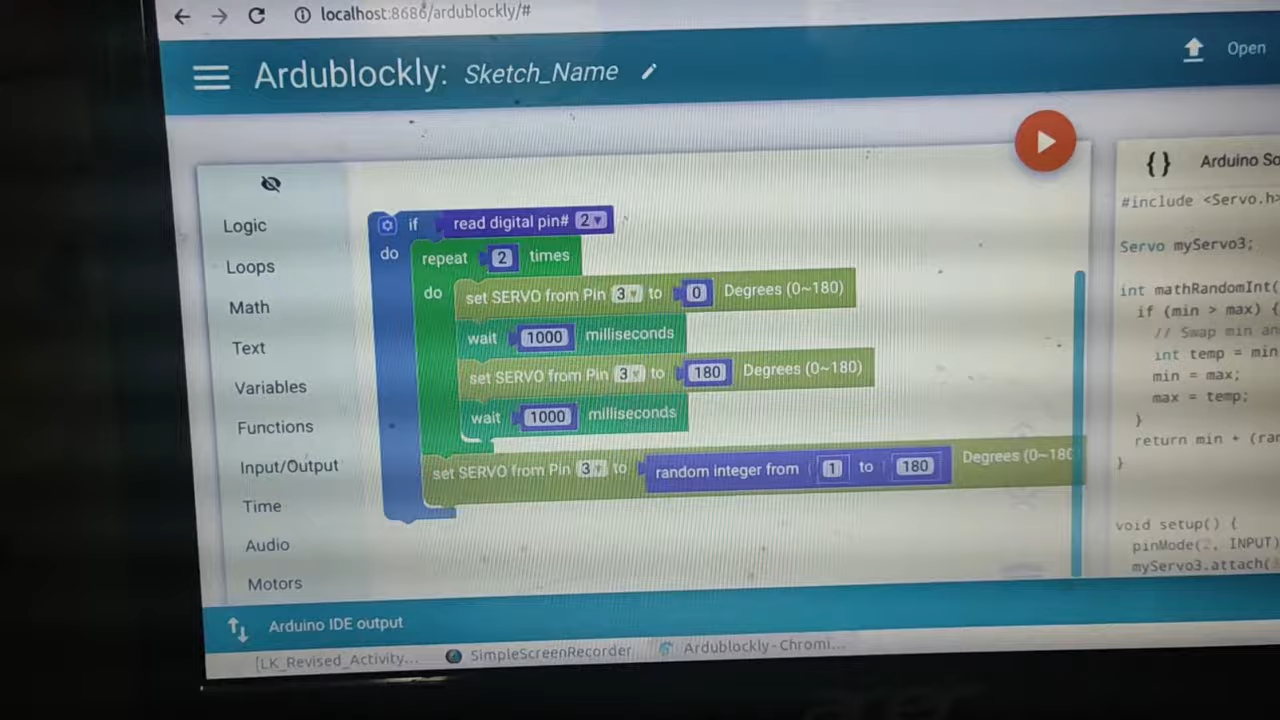 localhost:8686/ardublockly/#
Ardublockly: Sketch_Name
Open
{ } Arduino
Logic
Loops
Math
Text
Variables
Functions
Input/Output
Time
Audio
Motors
if read digital pin# 2
do repeat 2 times
do set SERVO from Pin 3 to 0 Degrees (0~180)
wait 1000 milliseconds
set SERVO from Pin 3 to 180 Degrees (0~180)
wait 1000 milliseconds
set SERVO from Pin 3 to random integer from 1 to 180 Degrees (0~180
#include <Servo.h>
Servo myServo3;
int mathRandomInt(
if (min > max) {
// Swap min
int temp = min
min = max;
max = temp;
}
return min + (
}
void setup() {
pinMode(2, INPUT)
myServo3.attach(
Arduino IDE output
[LK_Revised_Activity...
SimpleScreenRecorder
Ardublockly - Chromi...